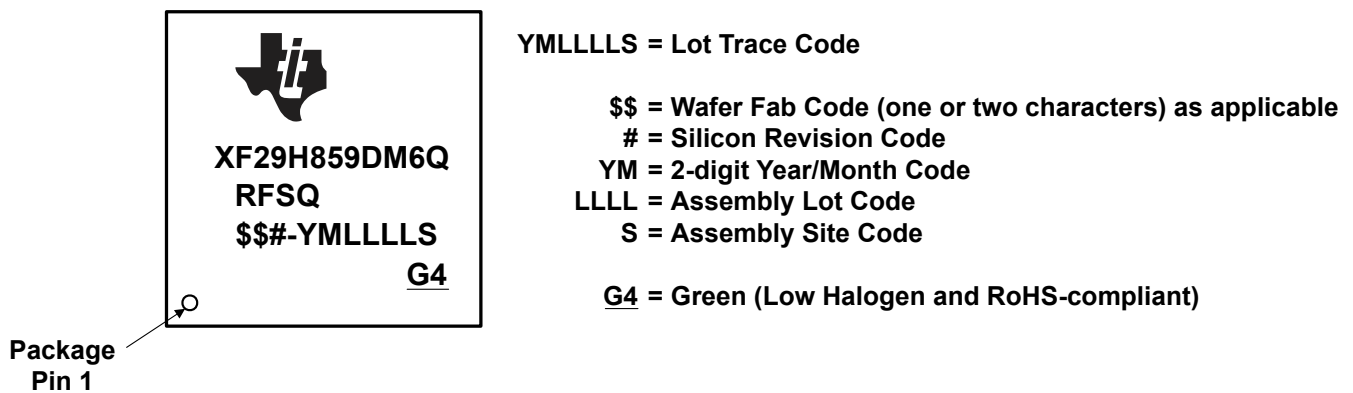 XF29H859DM6Q
RFSQ
$$#-YMLLLLS
G4
Package
Pin 1
YMLLLLS = Lot Trace Code
$$ = Wafer Fab Code (one or two characters) as applicable
# = Silicon Revision Code
YM = 2-digit Year/Month Code
LLLL = Assembly Lot Code
S = Assembly Site Code
G4 = Green (Low Halogen and RoHS-compliant)